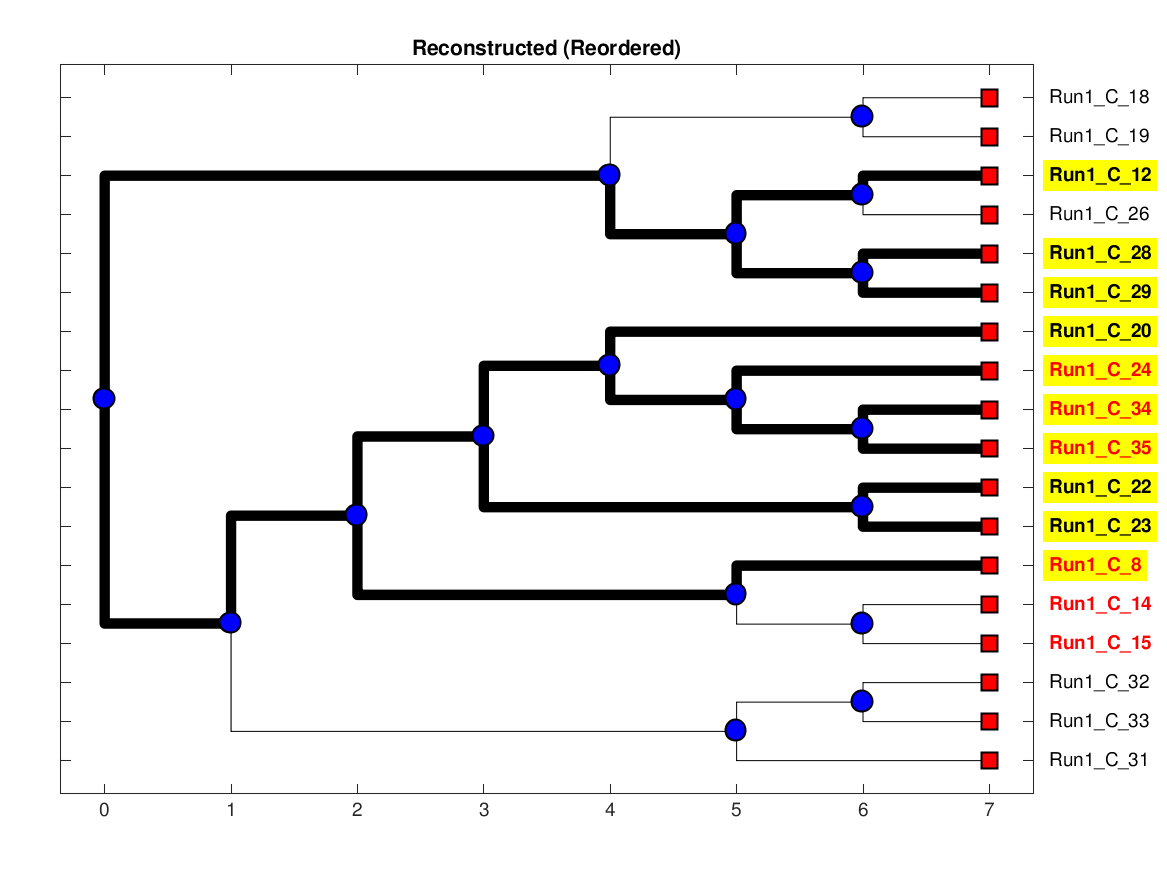 Reconstructed (Reordered)
Run1_C_18
Run1_C_19
Run1_C_12
Run1_C_26
Run1_C_28
Run1_C_29
Run1_C_20
Run1_C_24
Run1_C_34
Run1_C_35
Run1_C_22
Run1_C_23
Run1_C_8
Run1_C_14
Run1_C_15
Run1_C_32
Run1_C_33
Run1_C_31
0 1 2 3 4 5 6 7